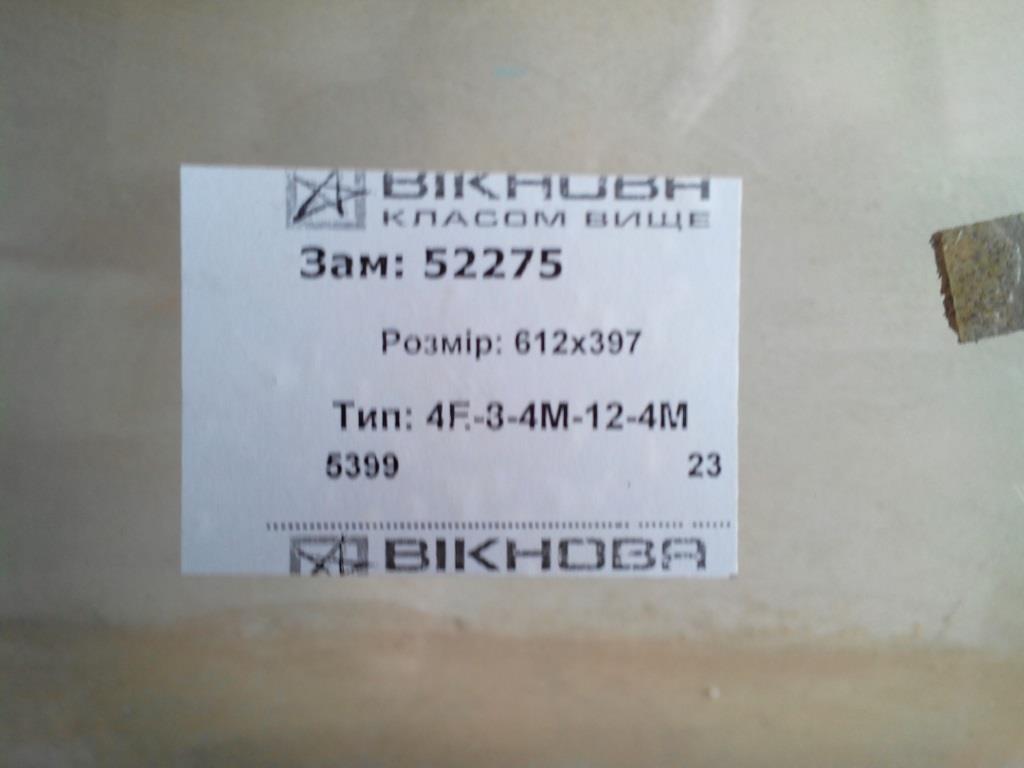 ВІКНОВА
КЛАСОМ ВИЩЕ
Зам: 52275
Розмір: 612x397
Тип: 4F.-3-4M-12-4M
5399 23
ВІКНОВА